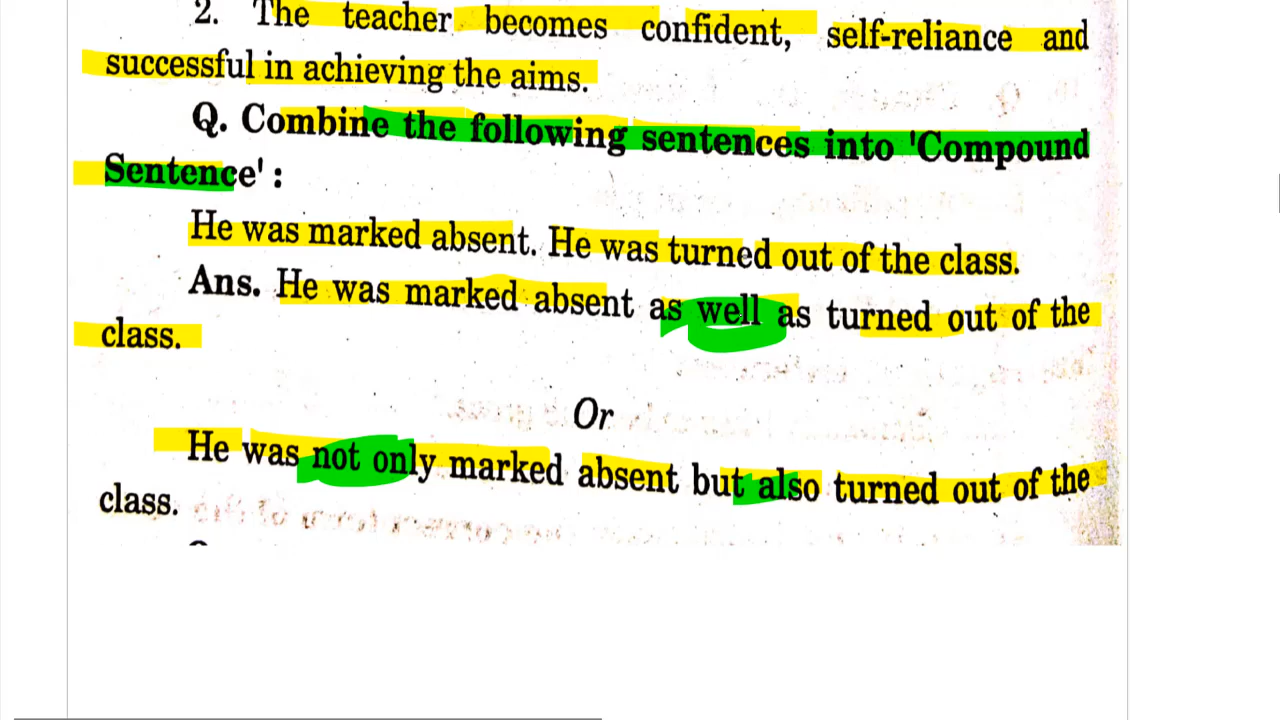 2. The teacher becomes confident, self-reliance and
successful in achieving the aims.
Q. Combine the following sentences into 'Compound
Sentence' :
He was marked absent. He was turned out of the class.
Ans. He was marked absent as well as turned out of the
class.
Or
He was not only marked absent but also turned out of the
class.